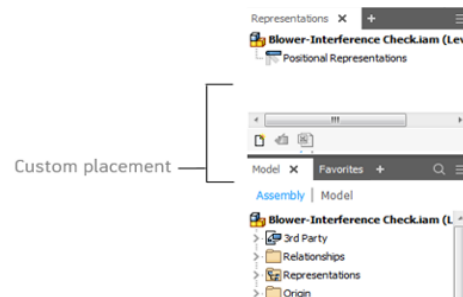 Representations × +
Blower-Interference Check.iam (Lev
Positional Representations
Custom placement
Model × Favorites +
Assembly | Model
Blower-Interference Check.iam (L
3rd Party
Relationships
Representations
Origin